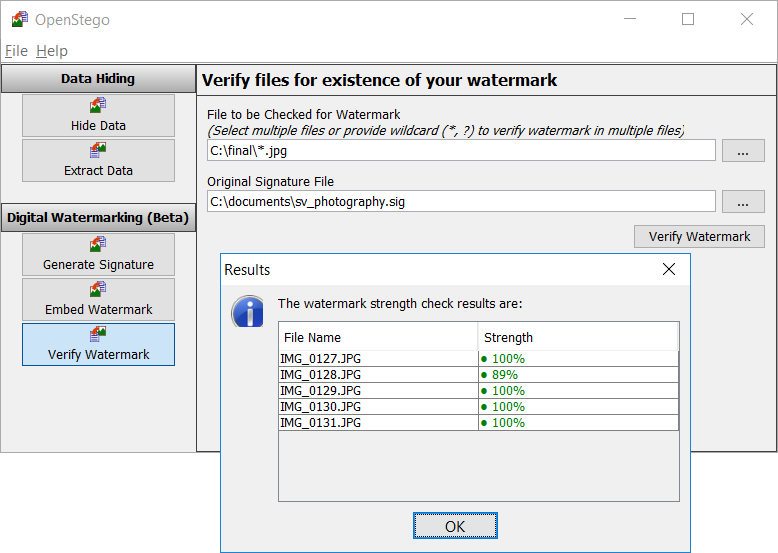 OpenStego
File Help
Data Hiding
Hide Data
Extract Data
Digital Watermarking (Beta)
Generate Signature
Embed Watermark
Verify Watermark
Verify files for existence of your watermark
File to be Checked for Watermark
(Select multiple files or provide wildcard (*, ?) to verify watermark in multiple files)
C:\final\*.jpg
...
Original Signature File
C:\documents\sv_photography.sig
...
Verify Watermark
Results
The watermark strength check results are:
File Name Strength
IMG_0127.JPG ● 100%
IMG_0128.JPG ● 89%
IMG_0129.JPG ● 100%
IMG_0130.JPG ● 100%
IMG_0131.JPG ● 100%
OK